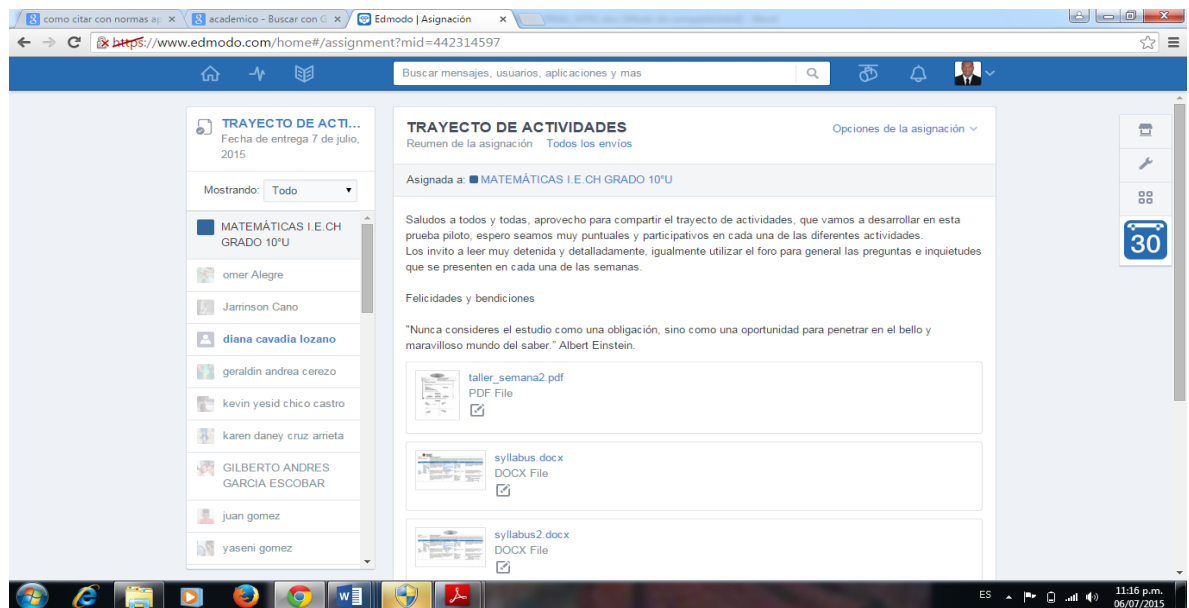 como citar con normas ap
academico - Buscar con G
Edmodo | Asignación
https://www.edmodo.com/home#/assignment?mid=442314597
Buscar mensajes, usuarios, aplicaciones y mas
TRAYECTO DE ACTI...
Fecha de entrega 7 de julio,
2015
Mostrando: Todo
MATEMÁTICAS I.E.CH
GRADO 10°U
omer Alegre
Jarrinson Cano
diana cavadia lozano
geraldin andrea cerezo
kevin yesid chico castro
karen daney cruz arrieta
GILBERTO ANDRES
GARCIA ESCOBAR
juan gomez
yaseni gomez
TRAYECTO DE ACTIVIDADES
Opciones de la asignación
Reumen de la asignación Todos los envíos
Asignada a: MATEMÁTICAS I.E.CH GRADO 10°U
Saludos a todos y todas, aprovecho para compartir el trayecto de actividades, que vamos a desarrollar en esta
prueba piloto, espero seamos muy puntuales y participativos en cada una de las diferentes actividades.
Los invito a leer muy detenida y detalladamente, igualmente utilizar el foro para general las preguntas e inquietudes
que se presenten en cada una de las semanas.
Felicidades y bendiciones
"Nunca consideres el estudio como una obligación, sino como una oportunidad para penetrar en el bello y
maravilloso mundo del saber." Albert Einstein.
taller_semana2.pdf
PDF File
syllabus.docx
DOCX File
syllabus2.docx
DOCX File
30
ES
11:16 p.m.
06/07/2015